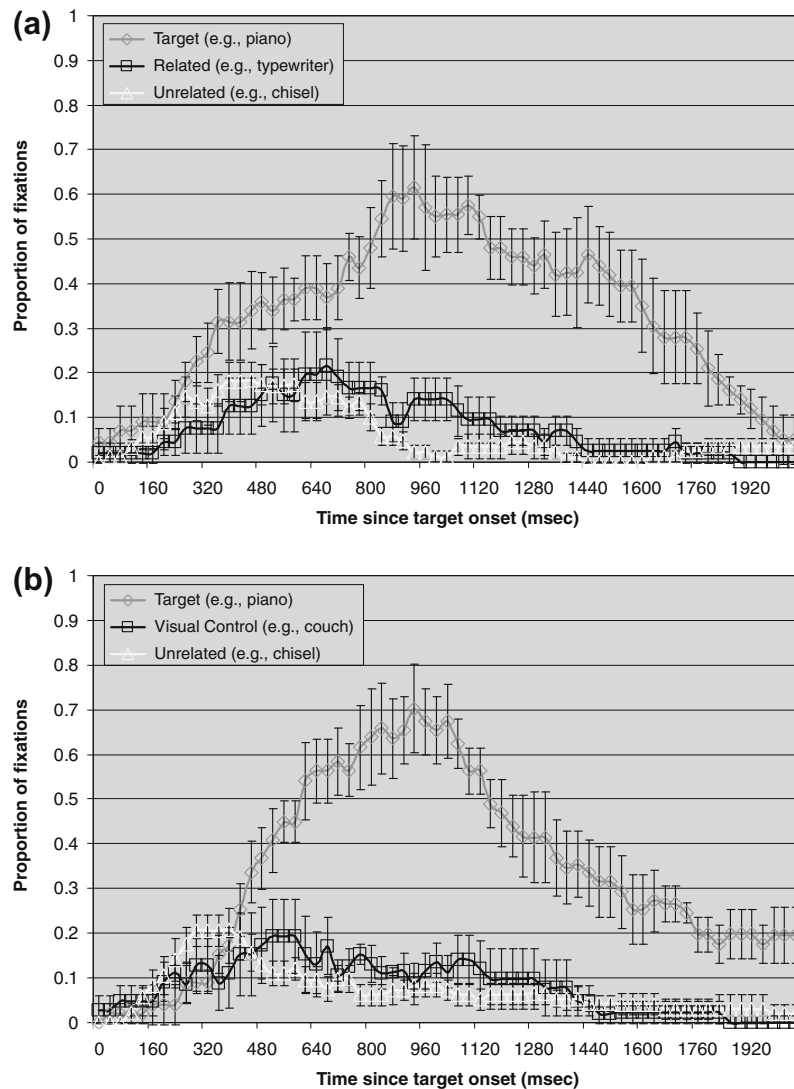 (a)
1
0.9
0.8
0.7
0.6
0.5
0.4
0.3
0.2
0.1
0
Proportion of fixations
Target (e.g., piano)
Related (e.g., typewriter)
Unrelated (e.g., chisel)
0 160 320 480 640 800 960 1120 1280 1440 1600 1760 1920
Time since target onset (msec)
(b)
1
0.9
0.8
0.7
0.6
0.5
0.4
0.3
0.2
0.1
0
Proportion of fixations
Target (e.g., piano)
Visual Control (e.g., couch)
Unrelated (e.g., chisel)
0 160 320 480 640 800 960 1120 1280 1440 1600 1760 1920
Time since target onset (msec)